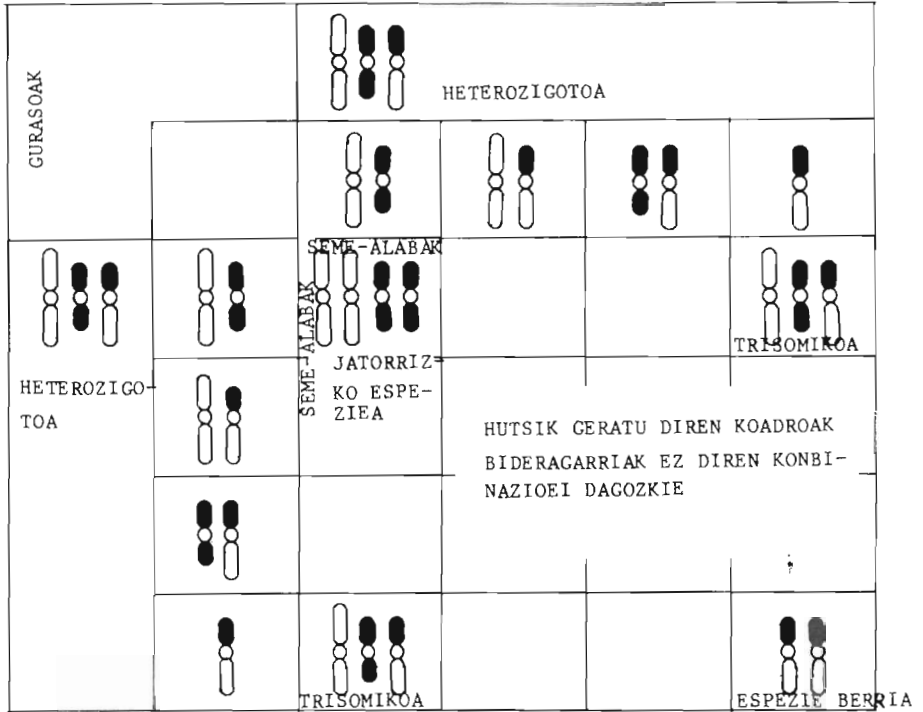 GURASOAK
HETEROZIGOTOA
SEME-ALABAK
SEME-ALABAK
TRISOMIKOA
HETEROZIGO-
TOA
JATORRIZ-
KO ESPE-
ZIEA
HUTSIK GERATU DIREN KOADROAK
BIDERAGARRIAK EZ DIREN KONBI-
NAZIOEI DAGOZKIE
TRISOMIKOA
ESPEZIE BERRIA